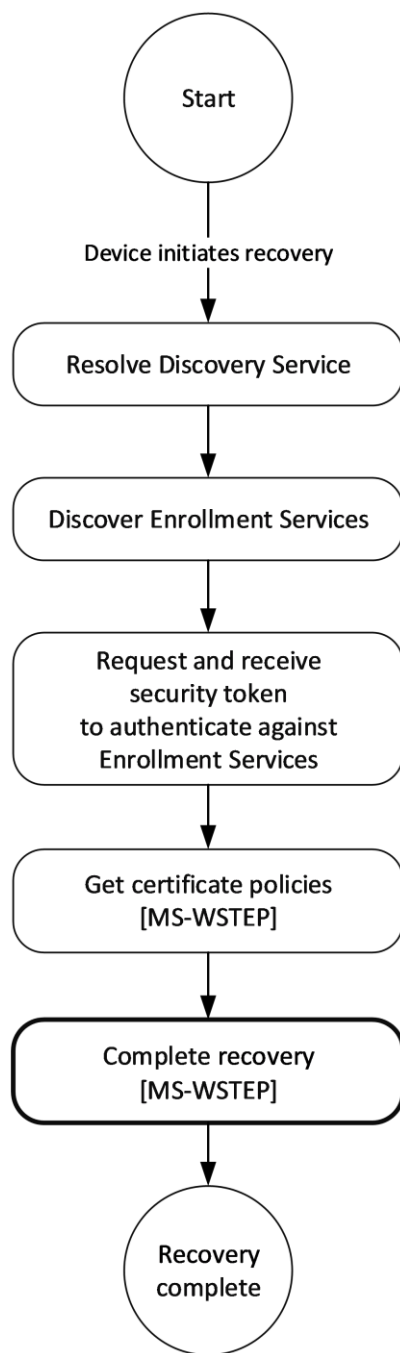 Start
Device initiates recovery
Resolve Discovery Service
Discover Enrollment Services
Request and receive
security token
to authenticate against
Enrollment Services
Get certificate policies
[MS-WSTEP]
Complete recovery
[MS-WSTEP]
Recovery
complete